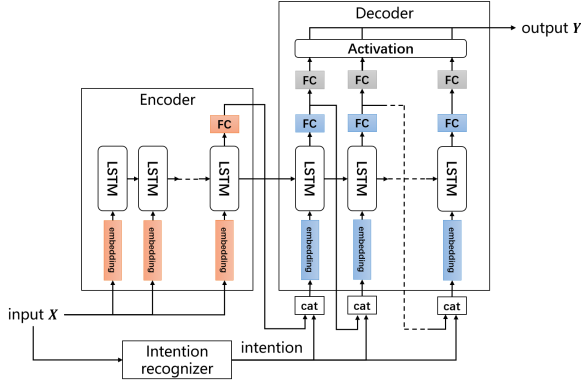 Decoder
output Y
Activation
FC FC FC
Encoder
FC FC FC FC
LSTM LSTM LSTM LSTM LSTM LSTM
embedding embedding embedding embedding embedding embedding
cat cat cat
input X
Intention
recognizer
intention